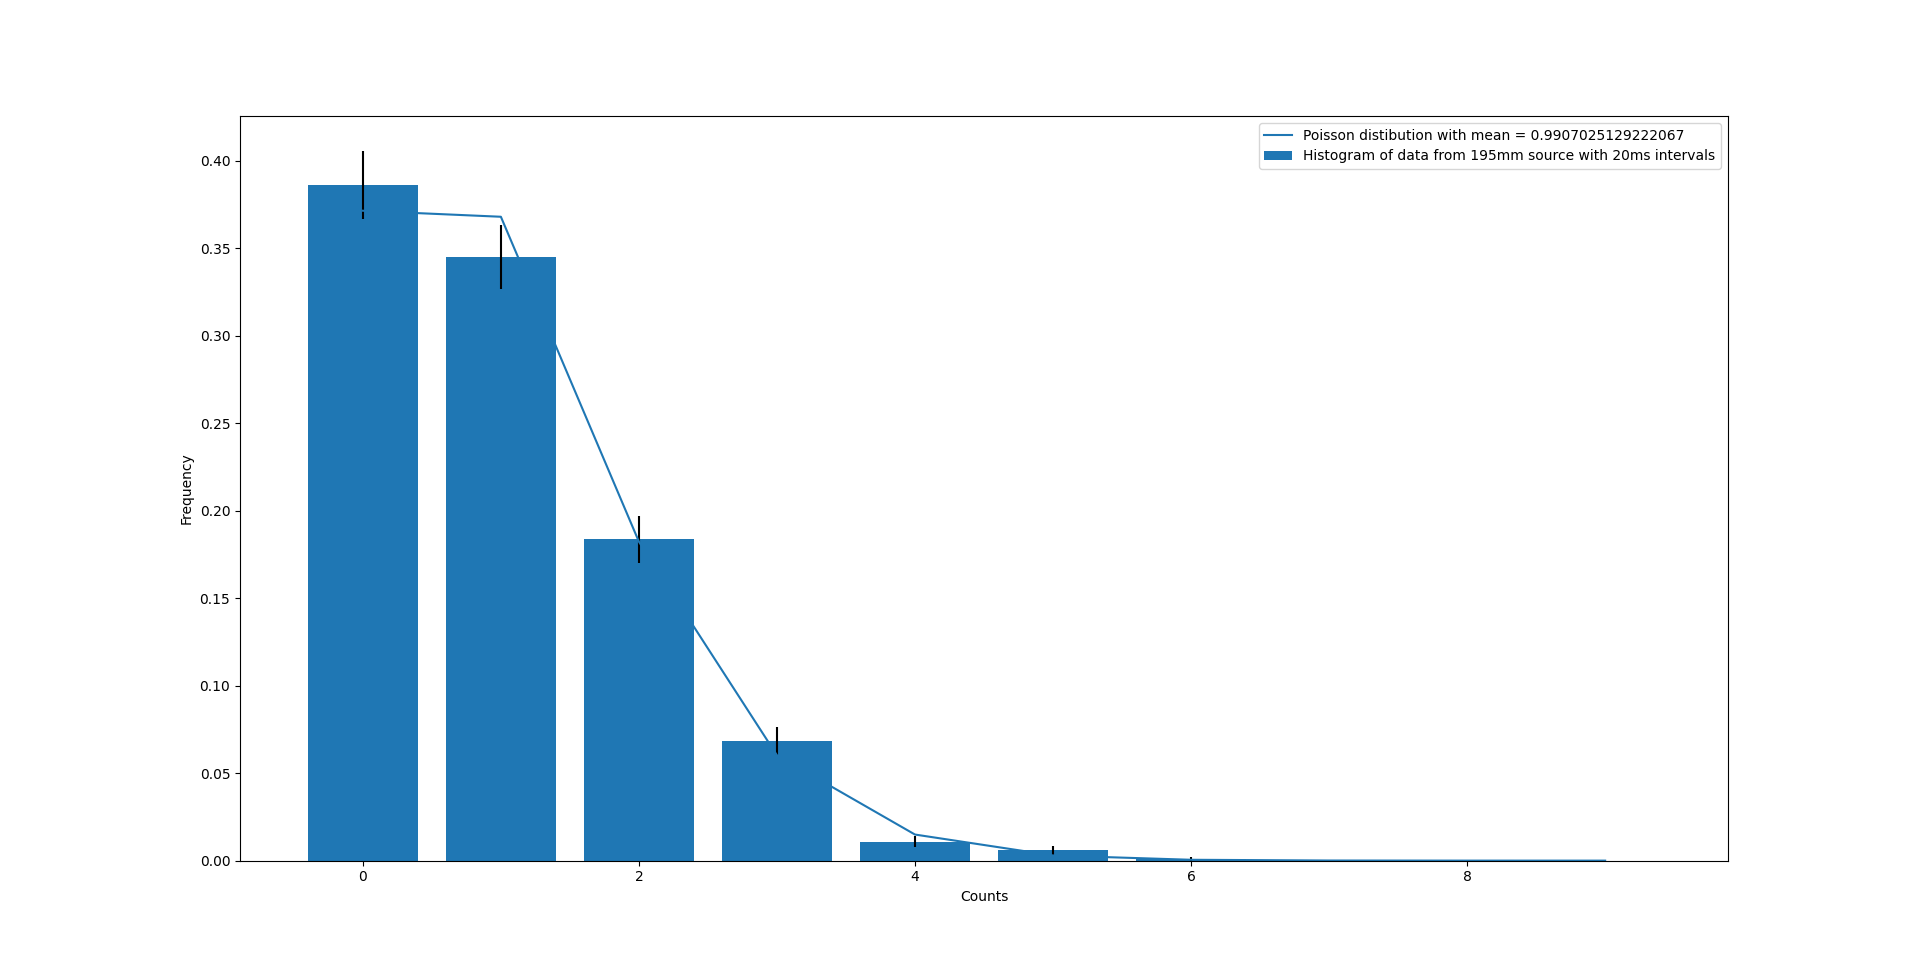 Poisson distibution with mean = 0.9907025129222067
Histogram of data from 195mm source with 20ms intervals
0.40
0.35
0.30
0.25
0.20
0.15
0.10
0.05
0.00
Frequency
0 2 4 6 8
Counts